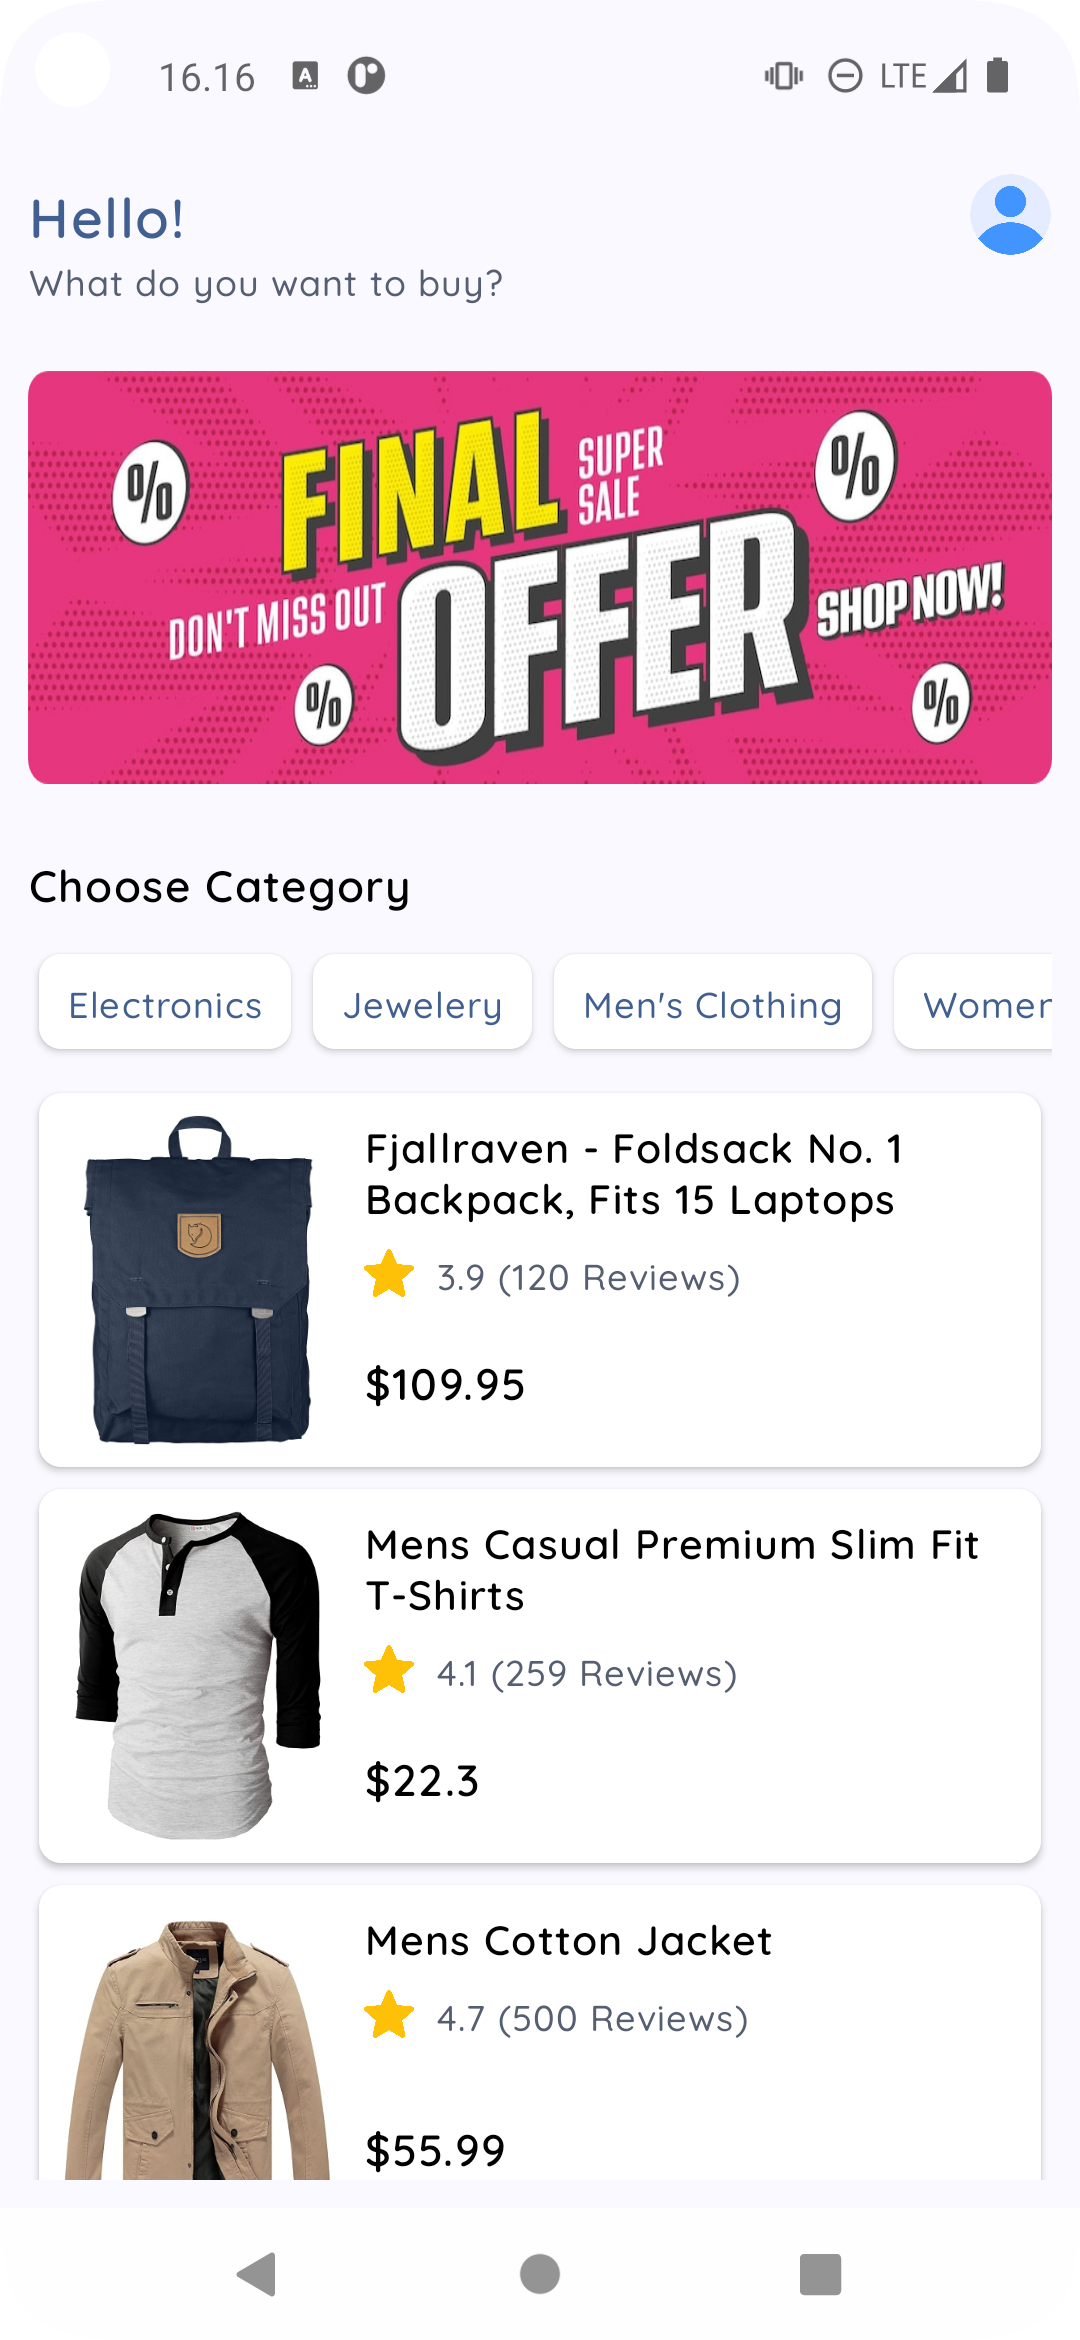 16.16
LTE
Hello!
What do you want to buy?
FINAL
SUPER
SALE
DON'T MISS OUT
OFFER
SHOP NOW!
%
%
%
%
Choose Category
Electronics
Jewelery
Men's Clothing
Women
Fjallraven - Foldsack No. 1
Backpack, Fits 15 Laptops
3.9 (120 Reviews)
$109.95
Mens Casual Premium Slim Fit
T-Shirts
4.1 (259 Reviews)
$22.3
Mens Cotton Jacket
4.7 (500 Reviews)
$55.99